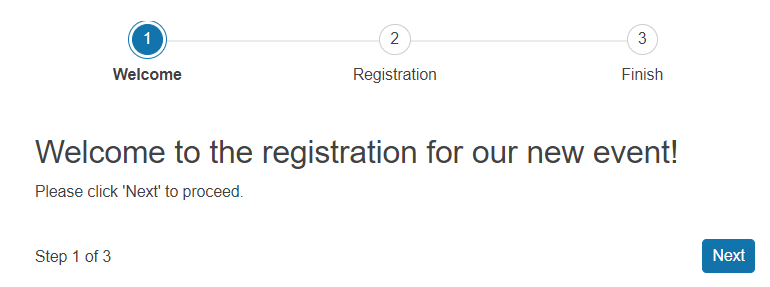 1 2 3
Welcome Registration Finish
Welcome to the registration for our new event!
Please click 'Next' to proceed.
Step 1 of 3 Next